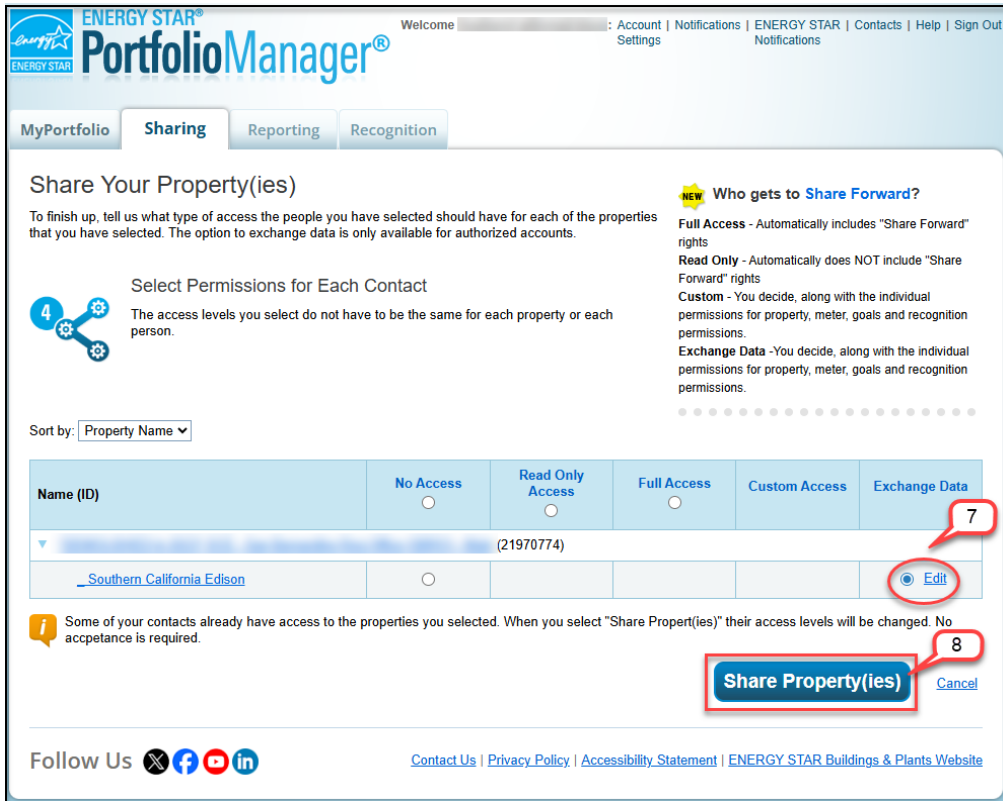 ENERGY STAR®
PortfolioManager®
energy
ENERGY STAR
Welcome
: Account Settings | Notifications | ENERGY STAR Notifications | Contacts | Help | Sign Out
MyPortfolio
Sharing
Reporting
Recognition
Share Your Property(ies)
To finish up, tell us what type of access the people you have selected should have for each of the properties
that you have selected. The option to exchange data is only available for authorized accounts.
4
Select Permissions for Each Contact
The access levels you select do not have to be the same for each property or each
person.
NEW Who gets to Share Forward?
Full Access - Automatically includes "Share Forward"
rights
Read Only - Automatically does NOT include "Share
Forward" rights
Custom - You decide, along with the individual
permissions for property, meter, goals and recognition
permissions.
Exchange Data -You decide, along with the individual
permissions for property, meter, goals and recognition
permissions.
Sort by: Property Name
Name (ID)
No Access
Read Only
Access
Full Access
Custom Access
Exchange Data
7
(21970774)
_ Southern California Edison
Edit
i
Some of your contacts already have access to the properties you selected. When you select "Share Propert(ies)" their access levels will be changed. No
accpetance is required.
8
Share Property(ies)
Cancel
Follow Us
Contact Us | Privacy Policy | Accessibility Statement | ENERGY STAR Buildings & Plants Website